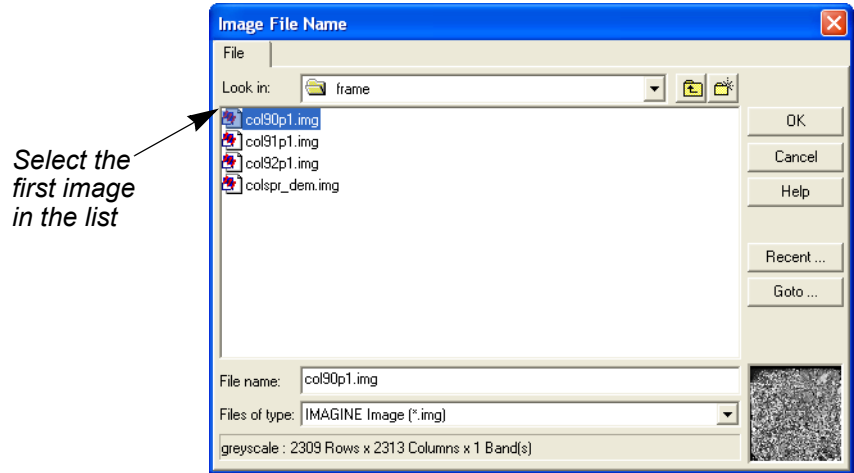 Image File Name
File
Look in: frame
col90p1.img
col91p1.img
col92p1.img
colspr_dem.img
OK
Cancel
Help
Recent ...
Goto ...
Select the
first image
in the list
File name: col90p1.img
Files of type: IMAGINE Image (*.img)
greyscale : 2309 Rows x 2313 Columns x 1 Band(s)